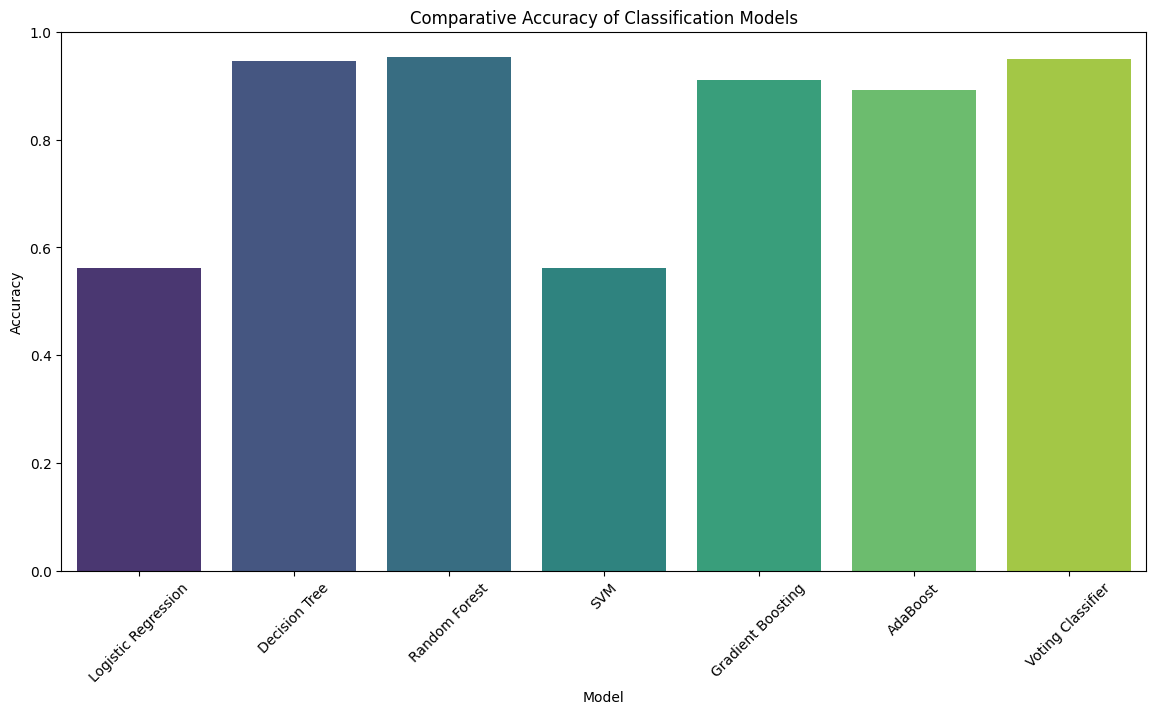 Comparative Accuracy of Classification Models
Accuracy
1.0
0.8
0.6
0.4
0.2
0.0
Logistic Regression
Decision Tree
Random Forest
SVM
Gradient Boosting
AdaBoost
Voting Classifier
Model